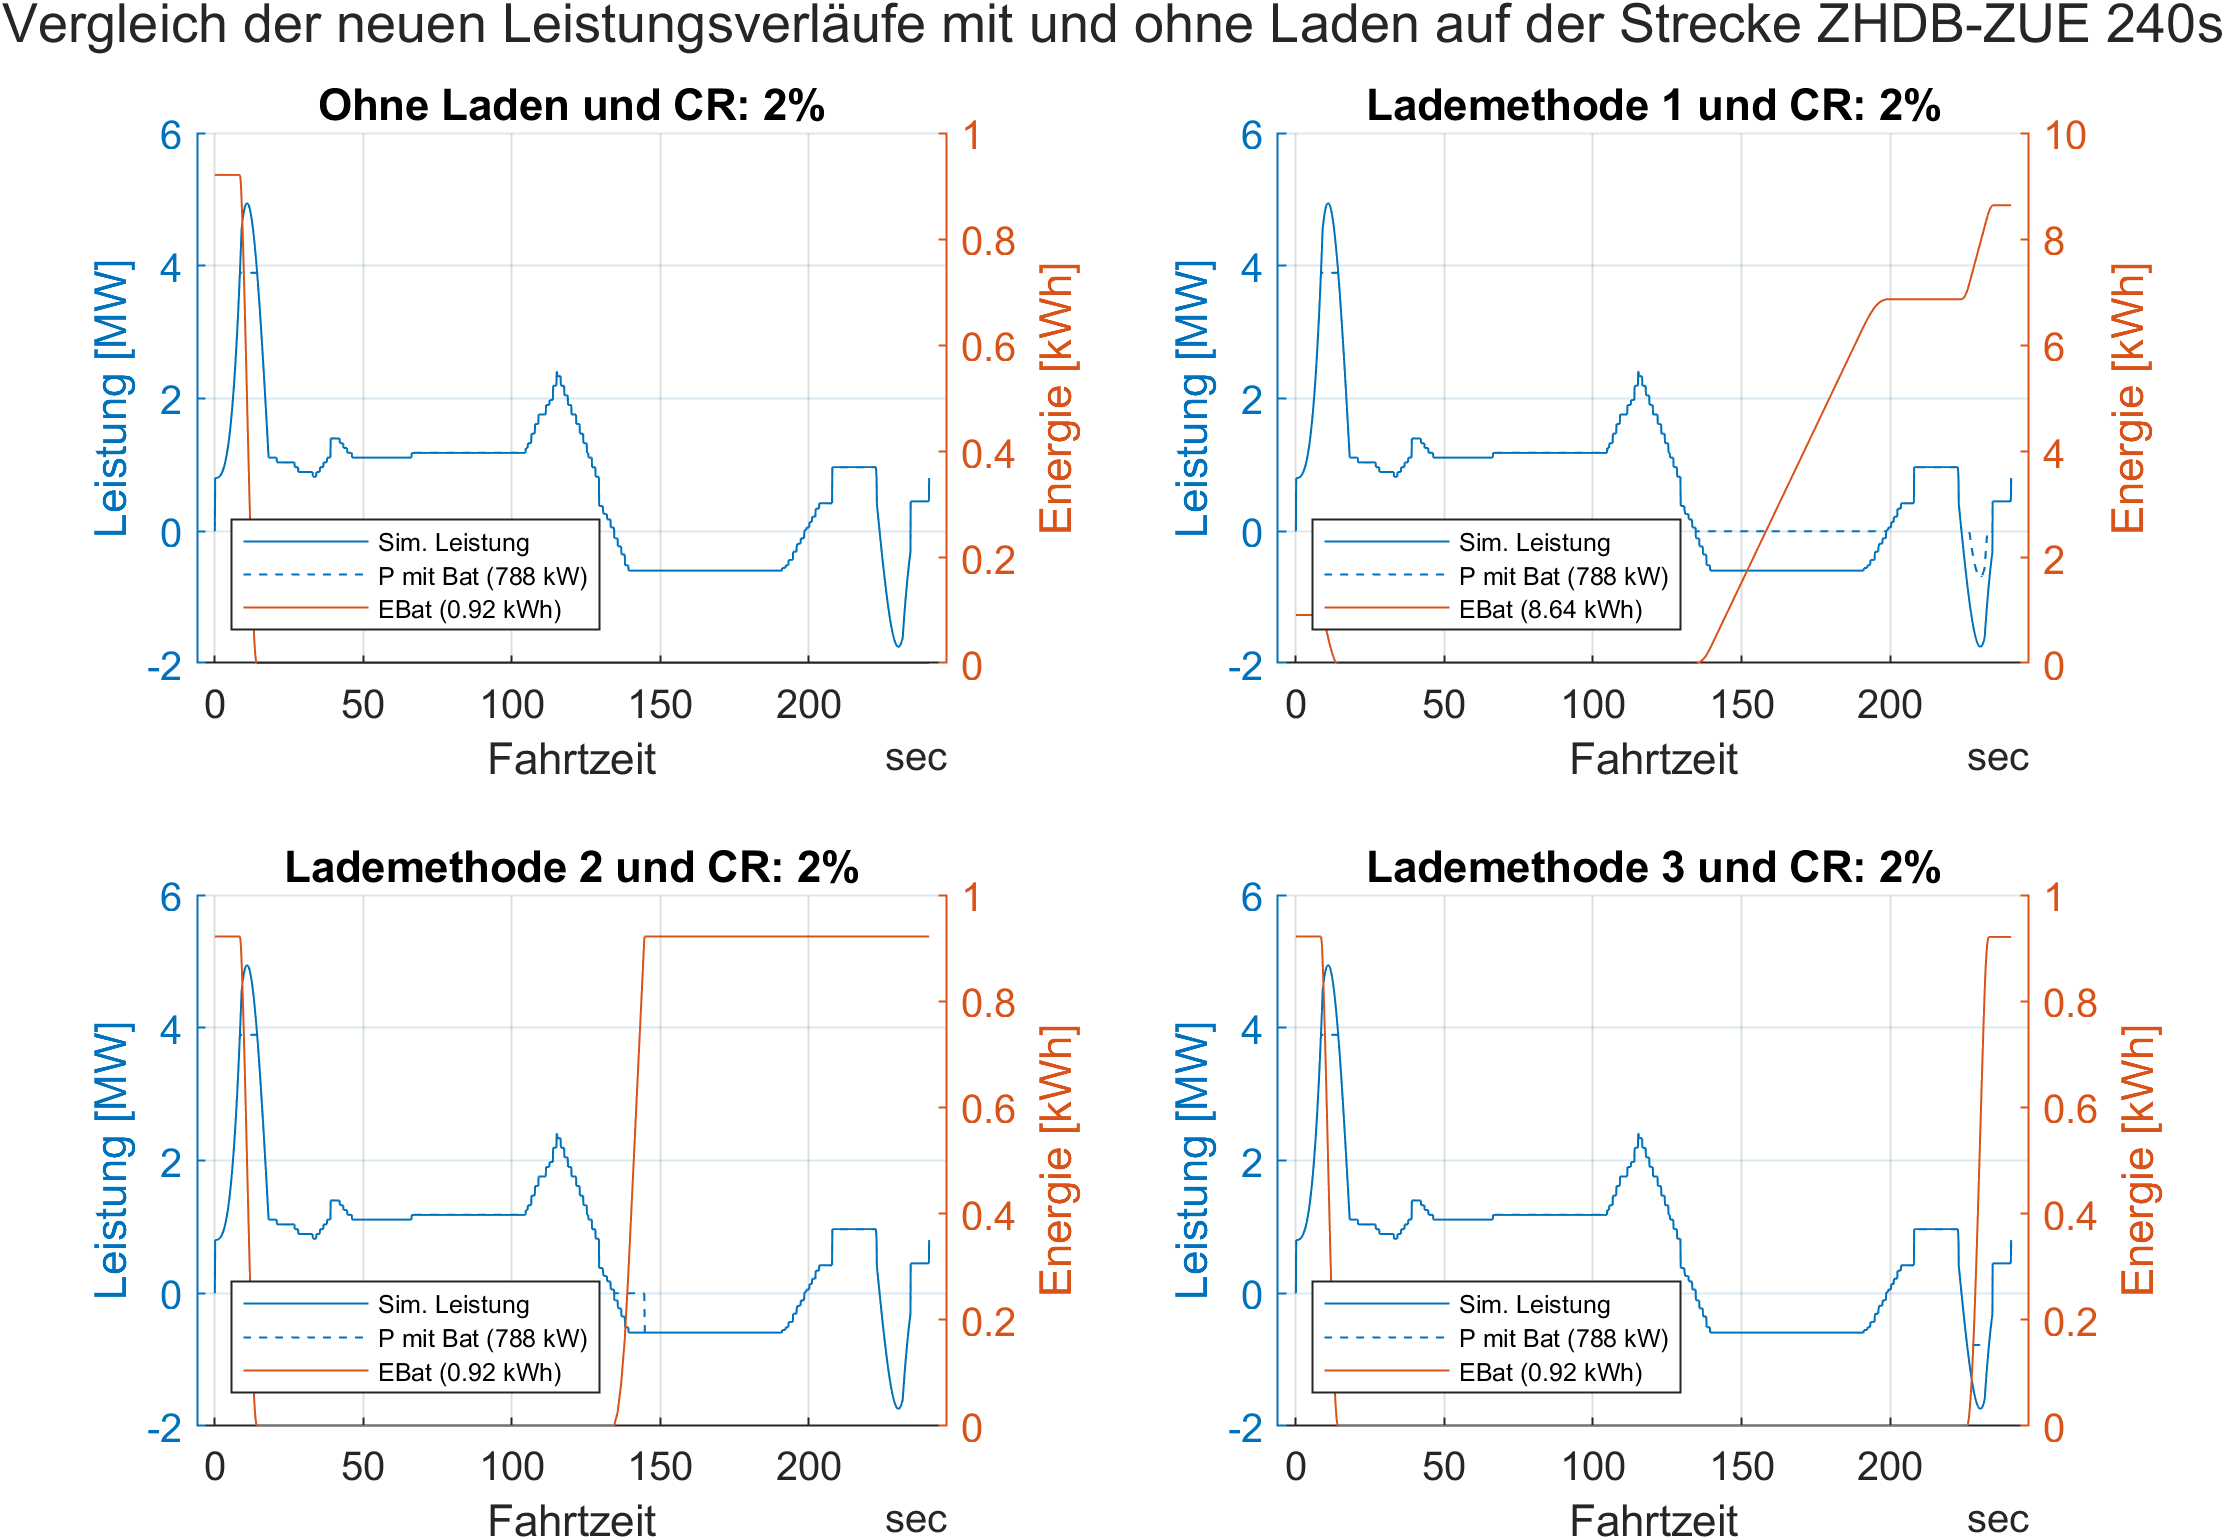 Vergleich der neuen Leistungsverläufe mit und ohne Laden auf der Strecke ZHDB-ZUE 240s
Ohne Laden und CR: 2%
Leistung [MW]
6
4
2
0
-2
1
0.8
0.6
0.4
0.2
0
Energie [kWh]
Sim. Leistung
P mit Bat (788 kW)
EBat (0.92 kWh)
0 50 100 150 200
Fahrtzeit sec
Lademethode 1 und CR: 2%
Leistung [MW]
6
4
2
0
-2
10
8
6
4
2
0
Energie [kWh]
Sim. Leistung
P mit Bat (788 kW)
EBat (8.64 kWh)
0 50 100 150 200
Fahrtzeit sec
Lademethode 2 und CR: 2%
Leistung [MW]
6
4
2
0
-2
1
0.8
0.6
0.4
0.2
0
Energie [kWh]
Sim. Leistung
P mit Bat (788 kW)
EBat (0.92 kWh)
0 50 100 150 200
Fahrtzeit sec
Lademethode 3 und CR: 2%
Leistung [MW]
6
4
2
0
-2
1
0.8
0.6
0.4
0.2
0
Energie [kWh]
Sim. Leistung
P mit Bat (788 kW)
EBat (0.92 kWh)
0 50 100 150 200
Fahrtzeit sec